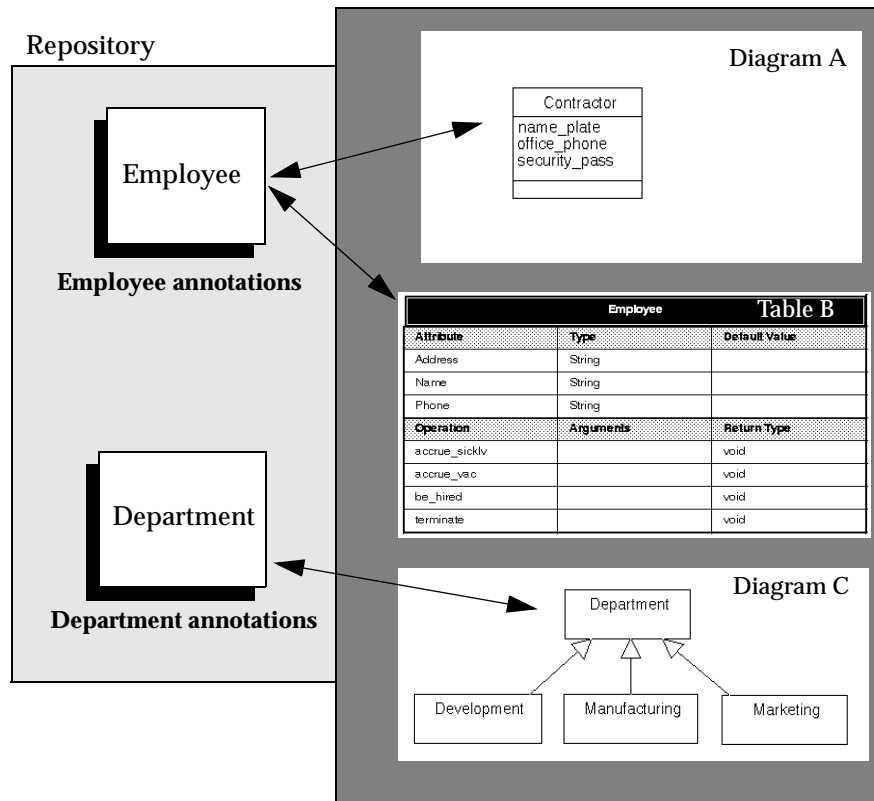 Repository
Employee
Employee annotations
Department
Department annotations
Diagram A
Contractor
name_plate
office_phone
security_pass
Employee
Table B
Attribute Type Default Value
Address String
Name String
Phone String
Operation Arguments Return Type
accrue_sicklv void
accrue_vac void
be_hired void
terminate void
Diagram C
Department
Development Manufacturing Marketing